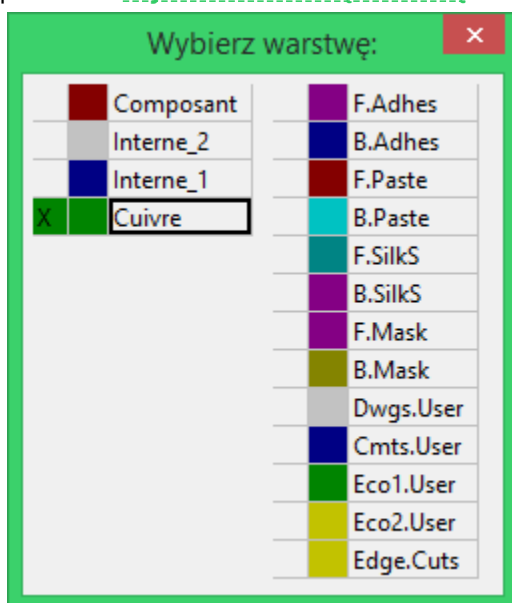 Wybierz warstwę:
Composant
Interne_2
Interne_1
X Cuivre
F.Adhes
B.Adhes
F.Paste
B.Paste
F.SilkS
B.SilkS
F.Mask
B.Mask
Dwgs.User
Cmts.User
Eco1.User
Eco2.User
Edge.Cuts